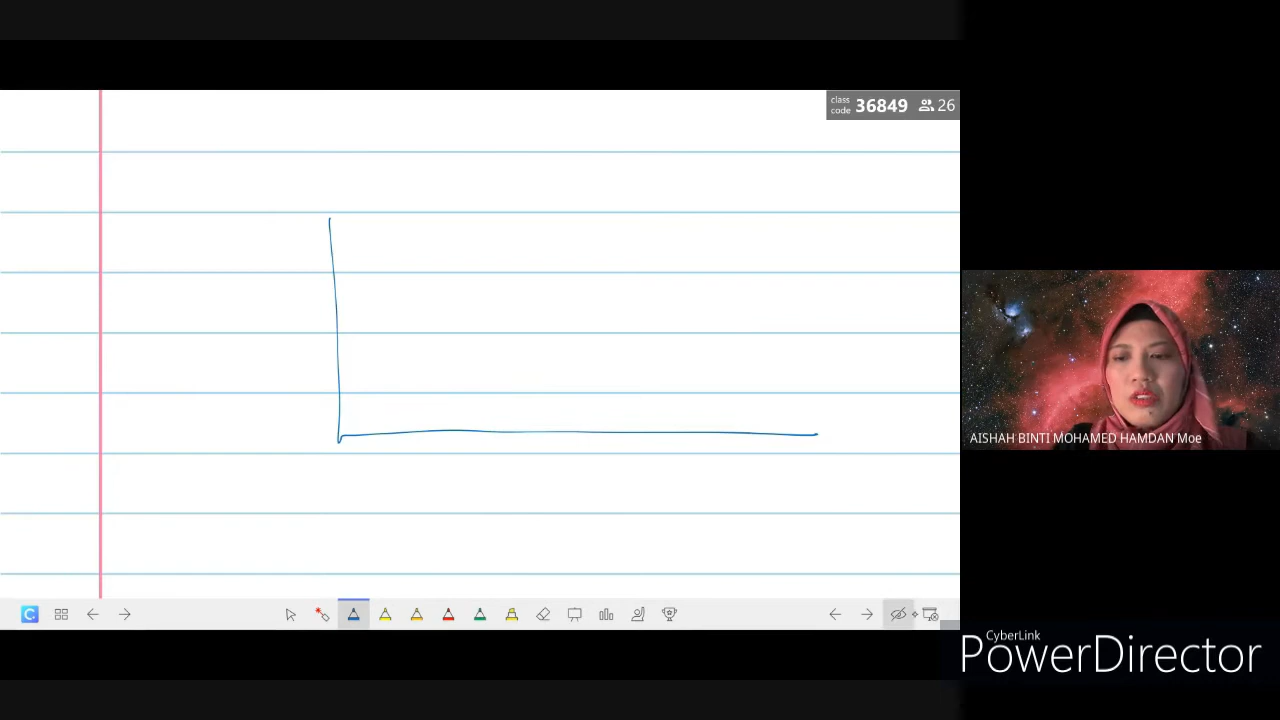 class
code 36849 26
AISHAH BINTI MOHAMED HAMDAN Moe
C
CyberLink
PowerDirector